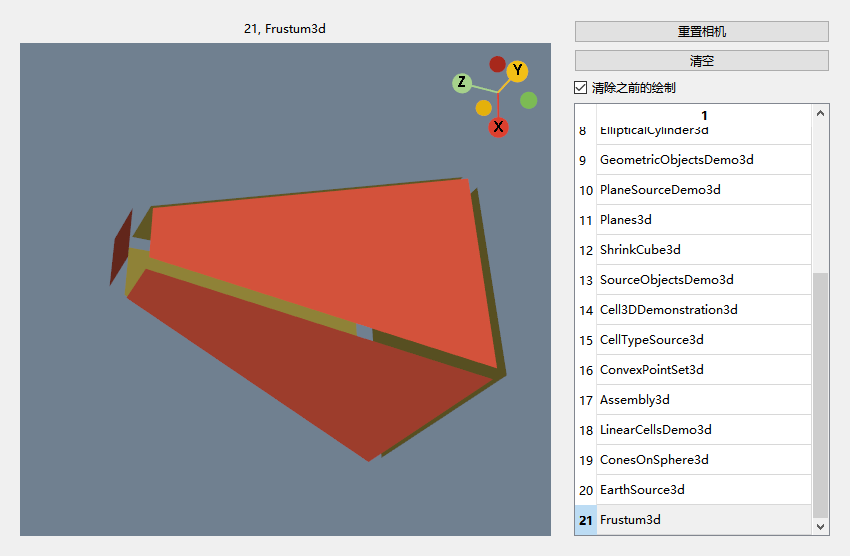 21, Frustum3d
Z
Y
X
重置相机
清空
清除之前的绘制
1
8 EllipticalCylinder3d
9 GeometricObjectsDemo3d
10 PlaneSourceDemo3d
11 Planes3d
12 ShrinkCube3d
13 SourceObjectsDemo3d
14 Cell3DDemonstration3d
15 CellTypeSource3d
16 ConvexPointSet3d
17 Assembly3d
18 LinearCellsDemo3d
19 ConesOnSphere3d
20 EarthSource3d
21 Frustum3d